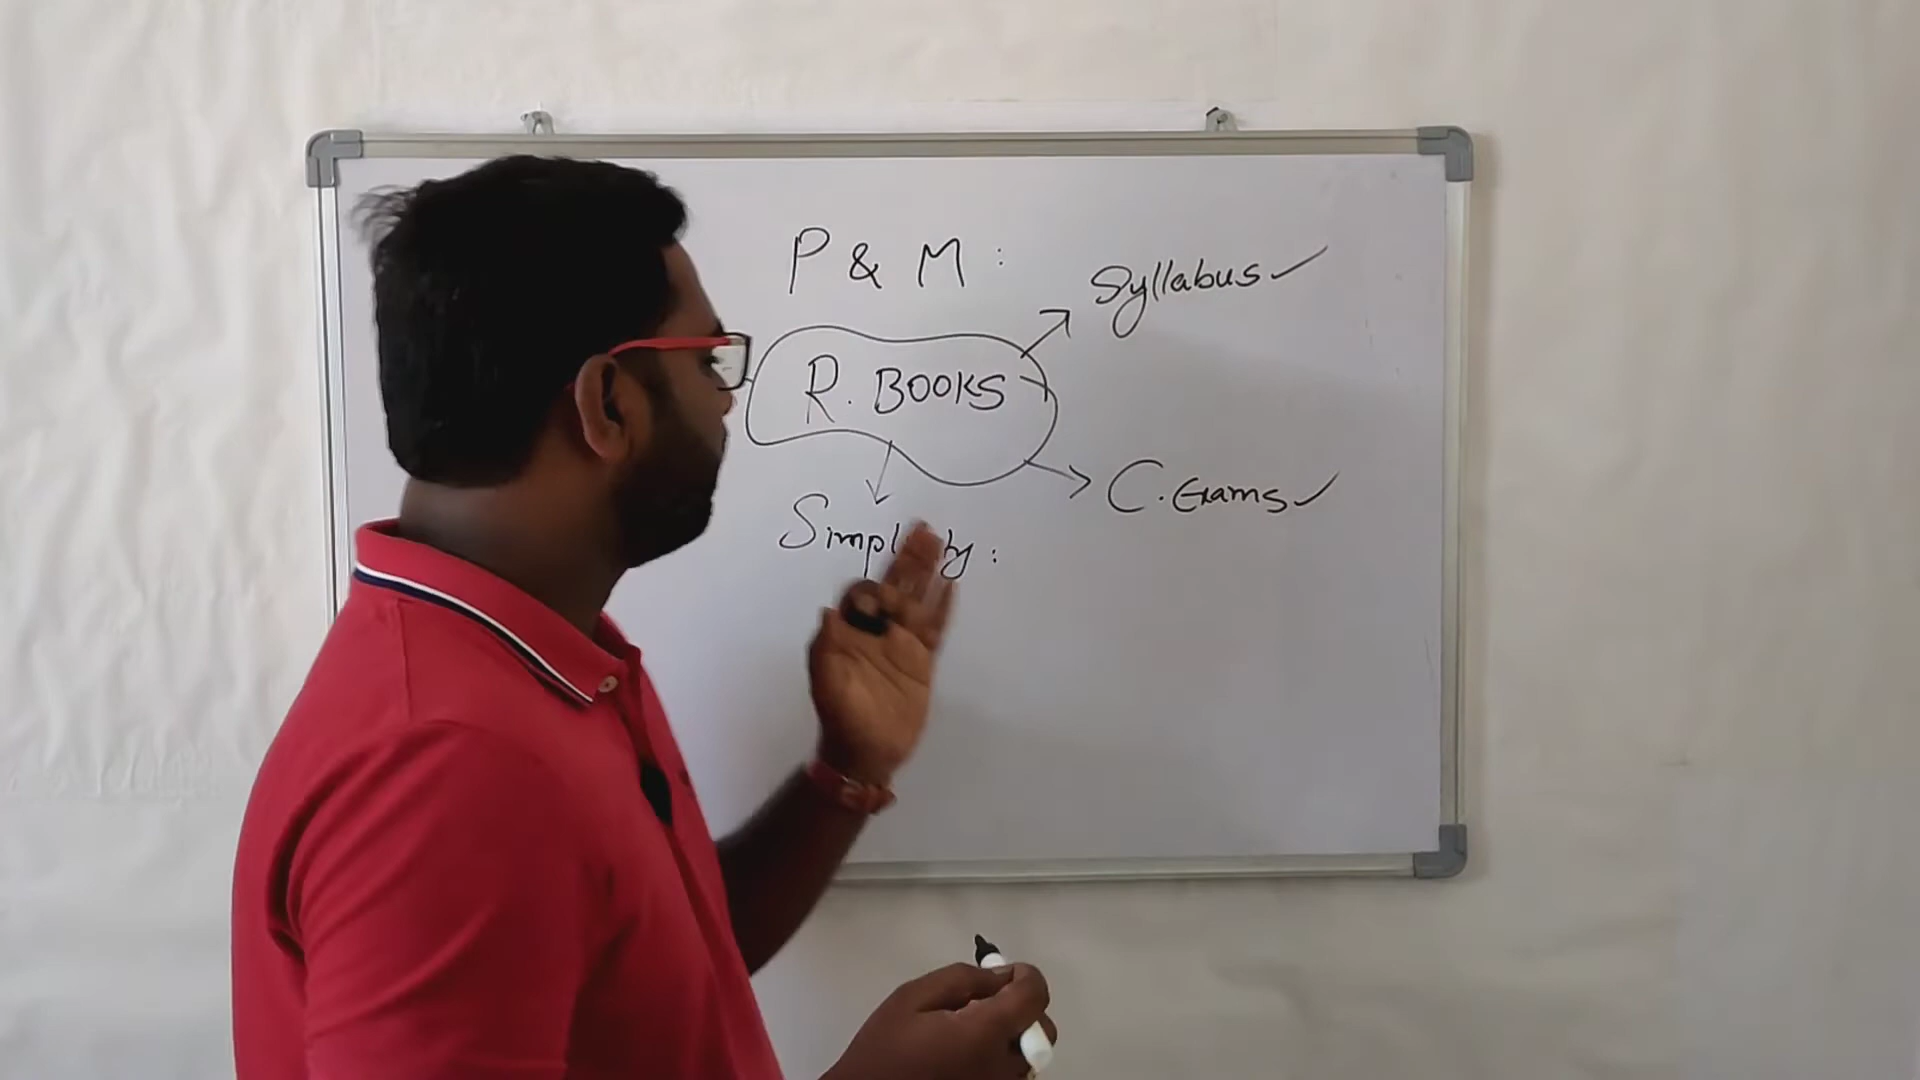 P & M :
Syllabus ✓
R. BOOKS
C. Exams ✓